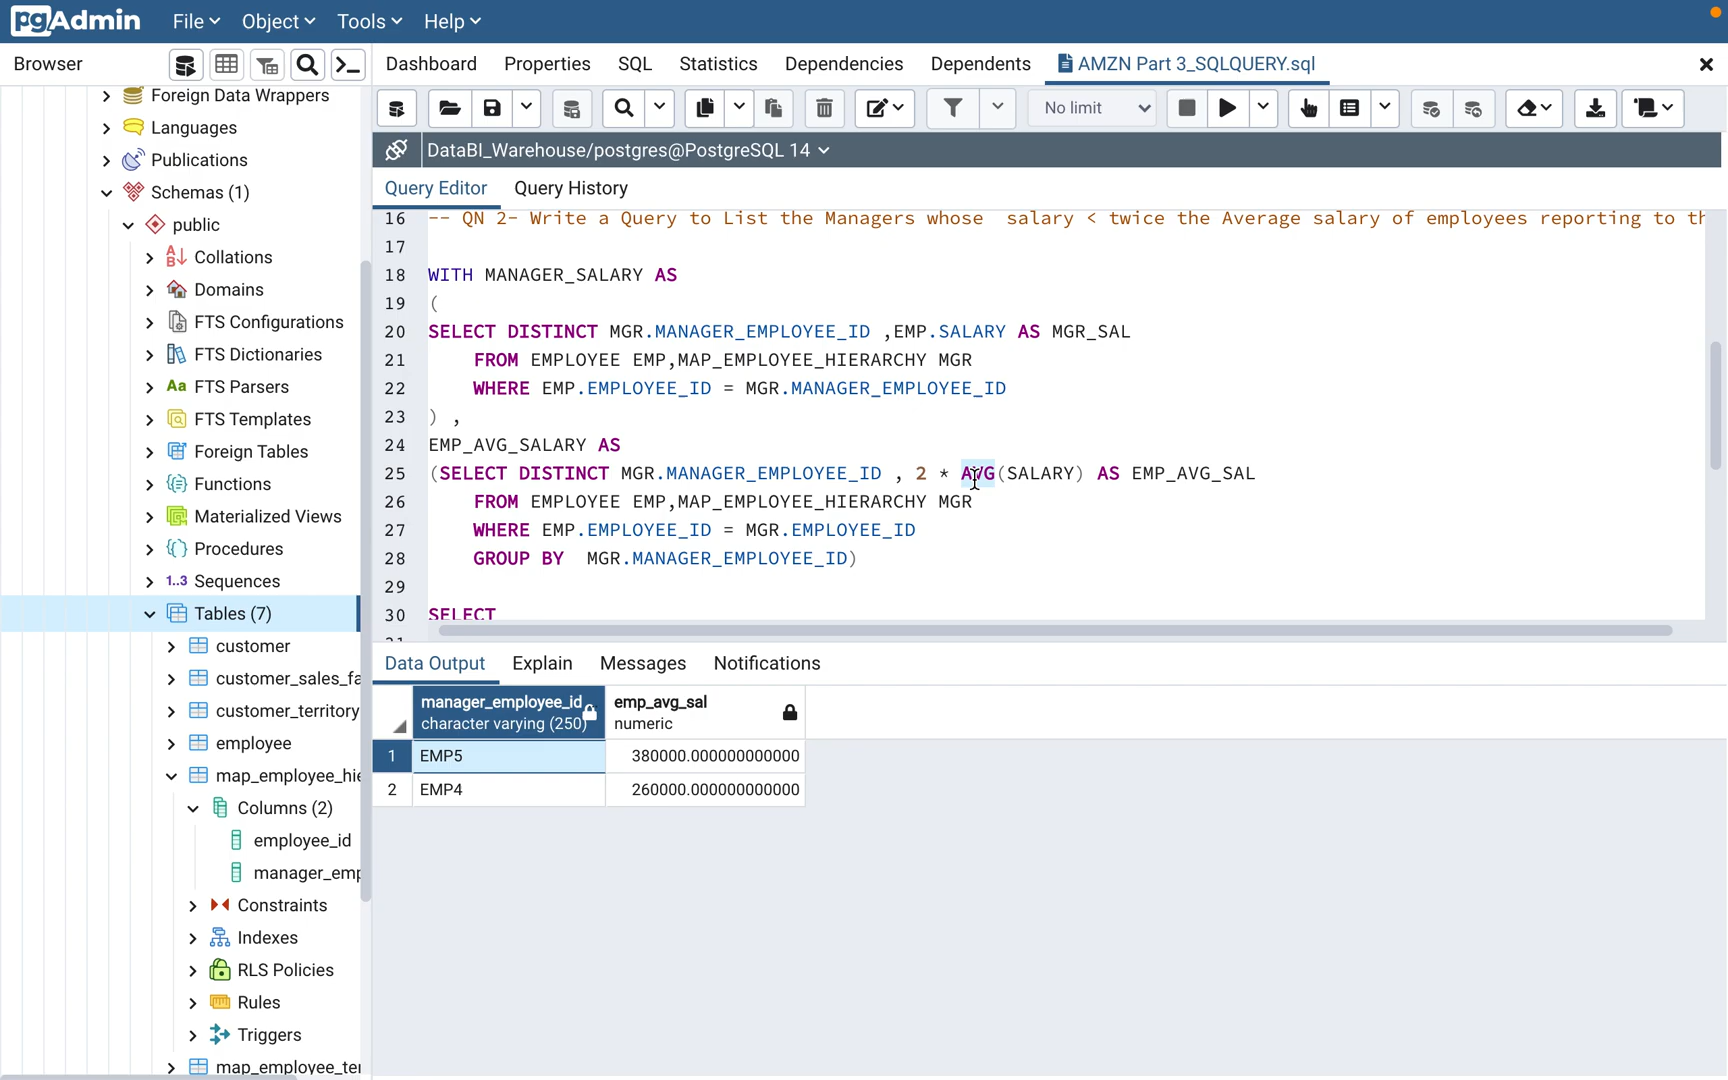 pgAdmin File Object Tools Help
Browser Dashboard Properties SQL Statistics Dependencies Dependents AMZN Part 3_SQLQUERY.sql
Foreign Data Wrappers
Languages
Publications
Schemas (1)
public
Collations
Domains
FTS Configurations
FTS Dictionaries
FTS Parsers
FTS Templates
Foreign Tables
Functions
Materialized Views
Procedures
1..3 Sequences
Tables (7)
customer
customer_sales_fa
customer_territory
employee
map_employee_hie
Columns (2)
employee_id
manager_emp
Constraints
Indexes
RLS Policies
Rules
Triggers
map_employee_ter
No limit
DataBI_Warehouse/postgres@PostgreSQL 14
Query Editor Query History
16 -- QN 2- Write a Query to List the Managers whose  salary < twice the Average salary of employees reporting to th
17
18 WITH MANAGER_SALARY AS
19 (
20 SELECT DISTINCT MGR.MANAGER_EMPLOYEE_ID ,EMP.SALARY AS MGR_SAL
21 FROM EMPLOYEE EMP,MAP_EMPLOYEE_HIERARCHY MGR
22 WHERE EMP.EMPLOYEE_ID = MGR.MANAGER_EMPLOYEE_ID
23 ) ,
24 EMP_AVG_SALARY AS
25 (SELECT DISTINCT MGR.MANAGER_EMPLOYEE_ID , 2 * AVG(SALARY) AS EMP_AVG_SAL
26 FROM EMPLOYEE EMP,MAP_EMPLOYEE_HIERARCHY MGR
27 WHERE EMP.EMPLOYEE_ID = MGR.EMPLOYEE_ID
28 GROUP BY  MGR.MANAGER_EMPLOYEE_ID)
29
30 SELECT
31
Data Output Explain Messages Notifications
manager_employee_id emp_avg_sal
character varying (250) numeric
1 EMP5 380000.000000000000
2 EMP4 260000.000000000000